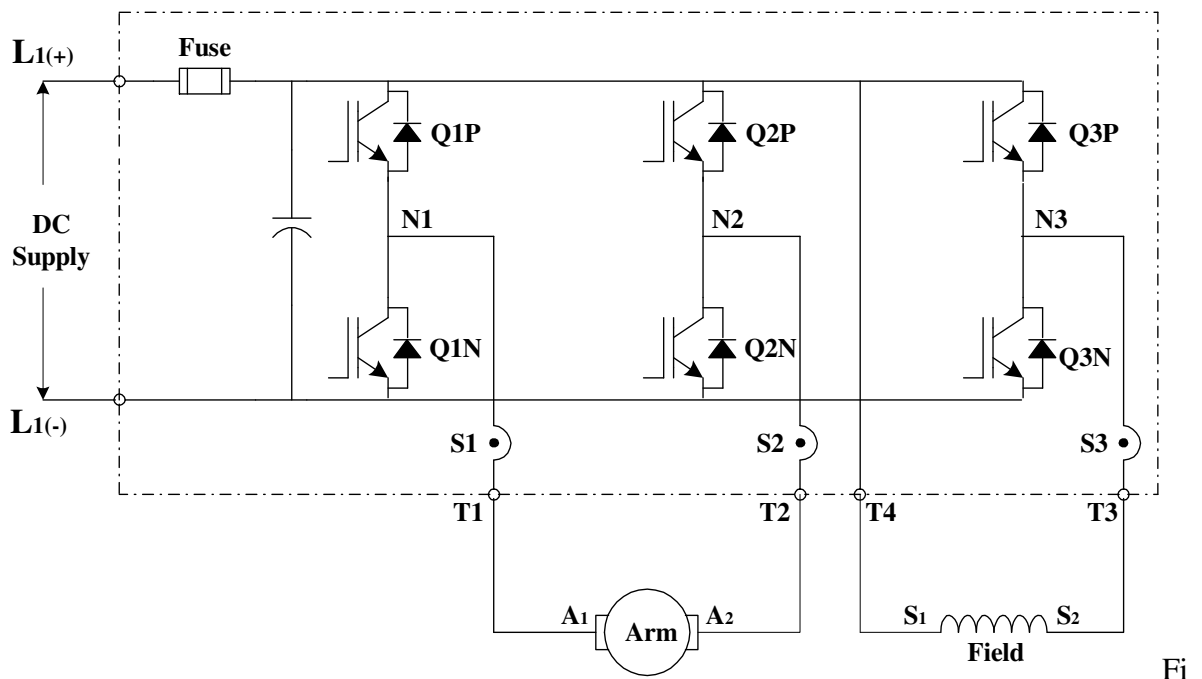 L1(+)
Fuse
Q1P
Q2P
Q3P
DC
Supply
N1
N2
N3
Q1N
Q2N
Q3N
L1(-)
S1
S2
S3
T1
T2
T4
T3
A1
Arm
A2
S1
S2
Field
Fi